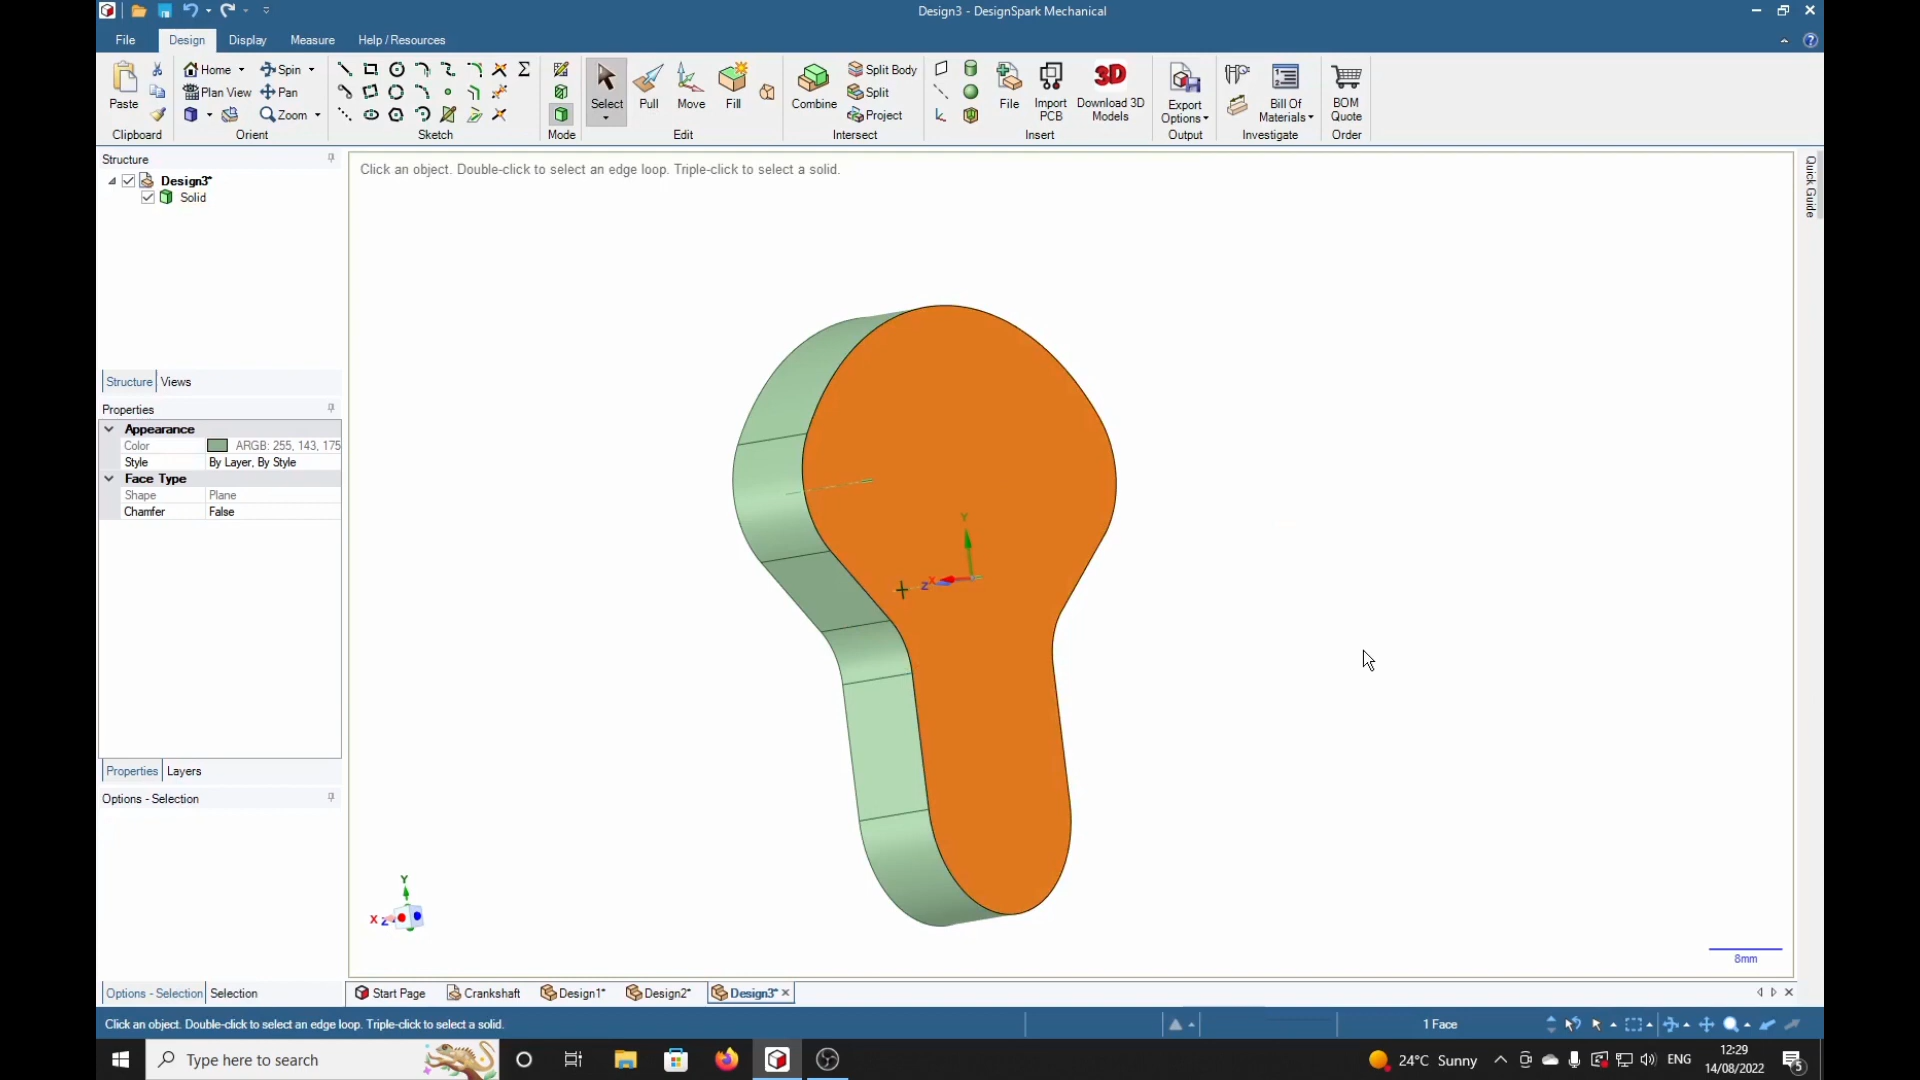 Design3 - DesignSpark Mechanical
File Design Display Measure Help / Resources
Paste
Clipboard
Home Spin
Plan View Pan
Zoom
Orient
Sketch
Mode
Select Pull Move Fill
Edit
Combine Split Body
Split
Project
Intersect
File Import PCB Download 3D Models
3D
Insert
Export Options
Output
Bill Of Materials
Investigate
BOM Quote
Order
Structure
Design3*
Solid
Structure Views
Properties
Appearance
Color ARGB: 255, 143, 175
Style By Layer, By Style
Face Type
Shape Plane
Chamfer False
Properties Layers
Options - Selection
Options - Selection Selection
Click an object. Double-click to select an edge loop. Triple-click to select a solid.
Quick Guide
Y
X
Z
Y
X Z
8mm
Start Page Crankshaft Design1* Design2* Design3*
Click an object. Double-click to select an edge loop. Triple-click to select a solid. 1 Face
Type here to search
24°C Sunny ENG 12:29
14/08/2022
5